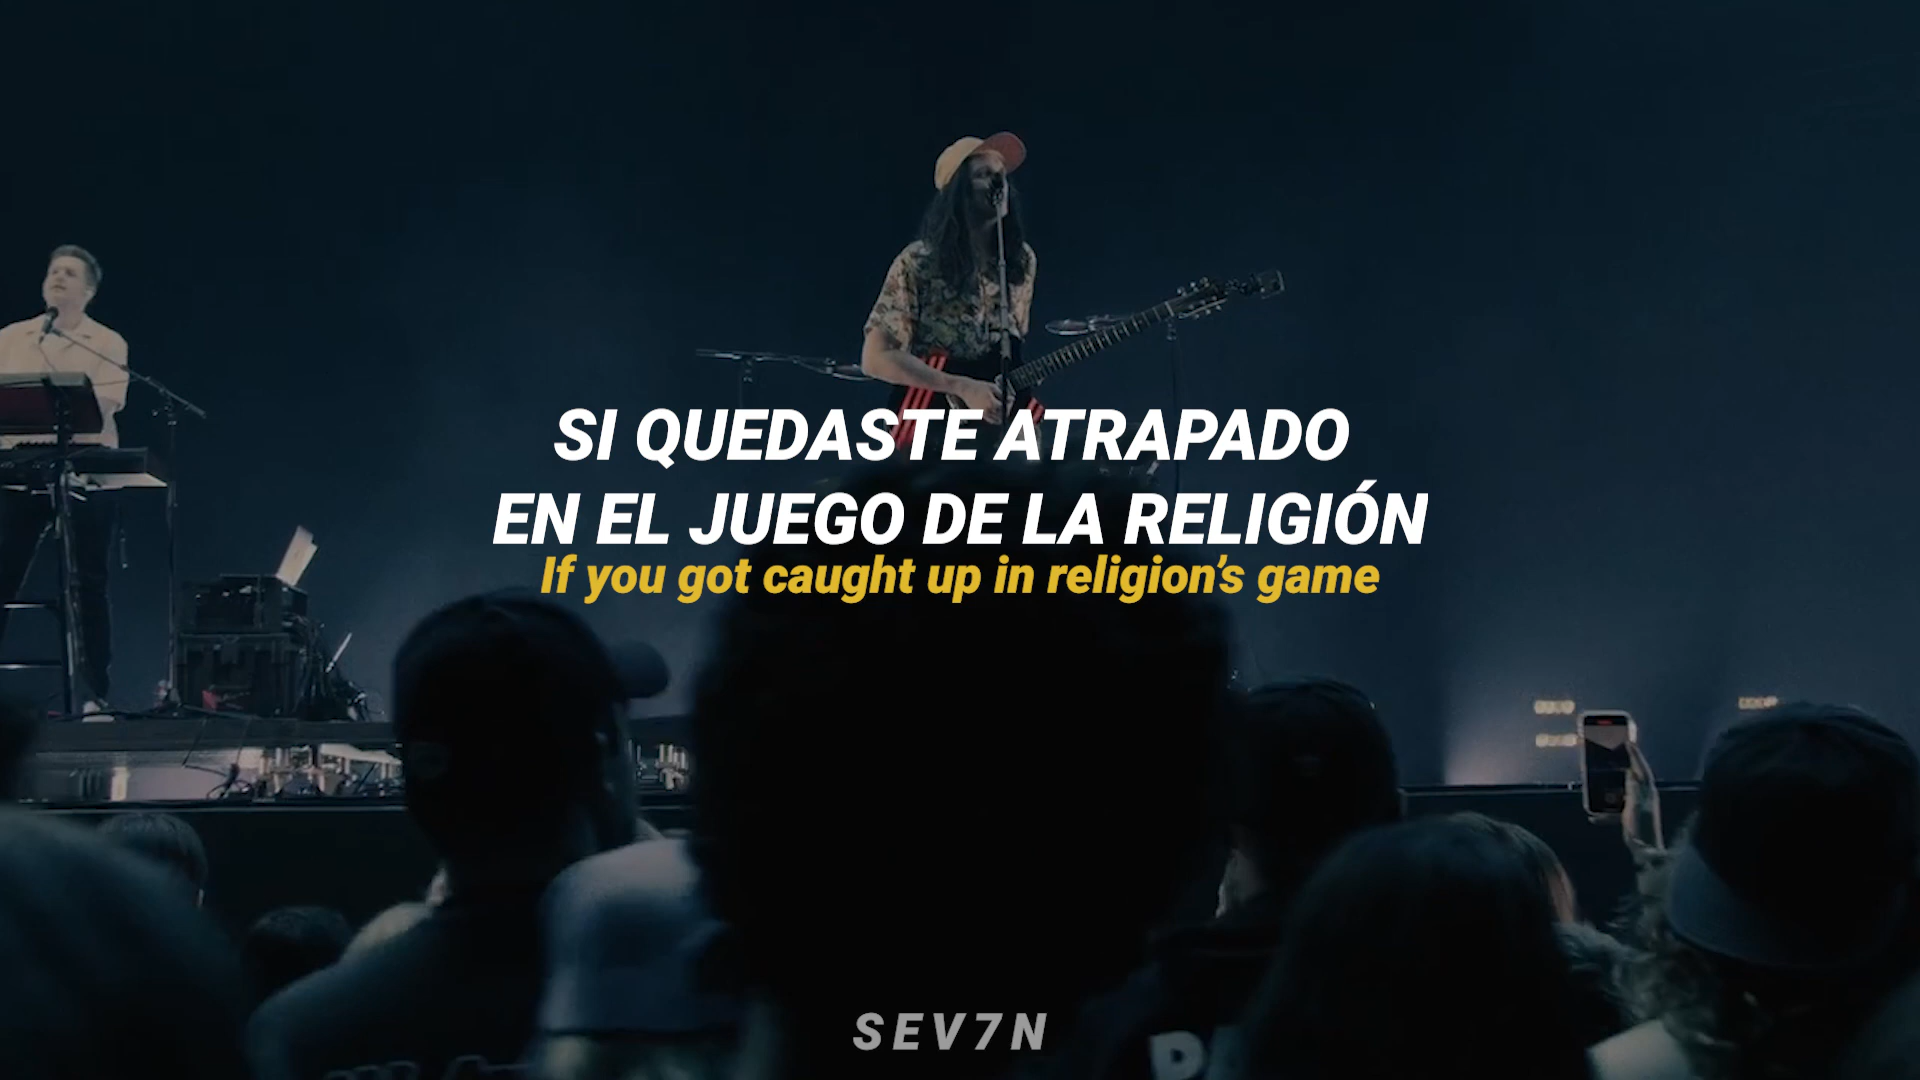 SI QUEDASTE ATRAPADO
EN EL JUEGO DE LA RELIGIÓN
If you got caught up in religion’s game
SEV7N